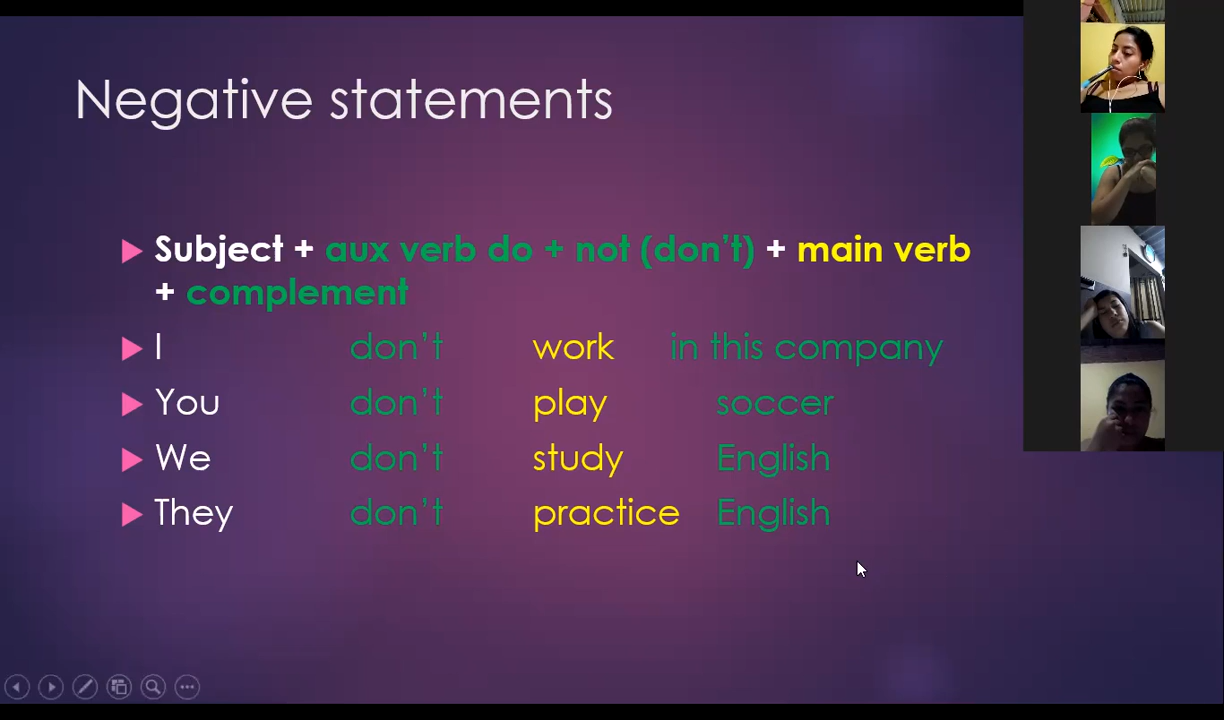 Negative statements
Subject + aux verb do + not (don't) + main verb
+ complement
I don't work in this company
You don't play soccer
We don't study English
They don't practice English